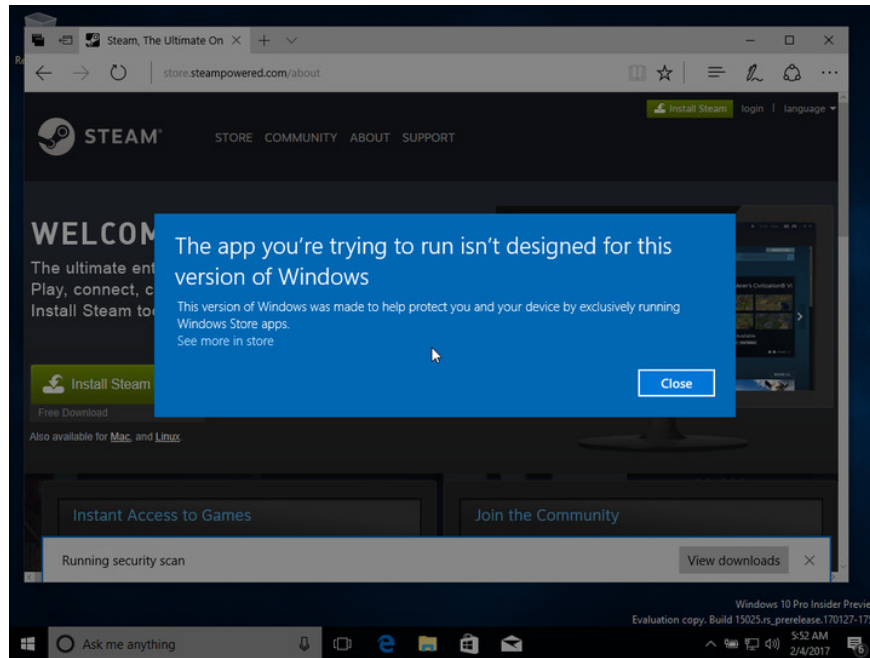 Steam, The Ultimate On
store.steampowered.com/about
Install Steam login language
STEAM
STORE COMMUNITY ABOUT SUPPORT
WELCOM
The ultimate ent
Play, connect, c
Install Steam to
The app you're trying to run isn't designed for this
version of Windows
This version of Windows was made to help protect you and your device by exclusively running
Windows Store apps.
See more in store
Close
Install Steam
Free Download
Also available for Mac, and Linux.
Instant Access to Games
Join the Community
Running security scan
View downloads
Windows 10 Pro Insider Previe
Evaluation copy. Build 15025.rs_prerelease.170127-17
Ask me anything
5:52 AM
2/4/2017
6